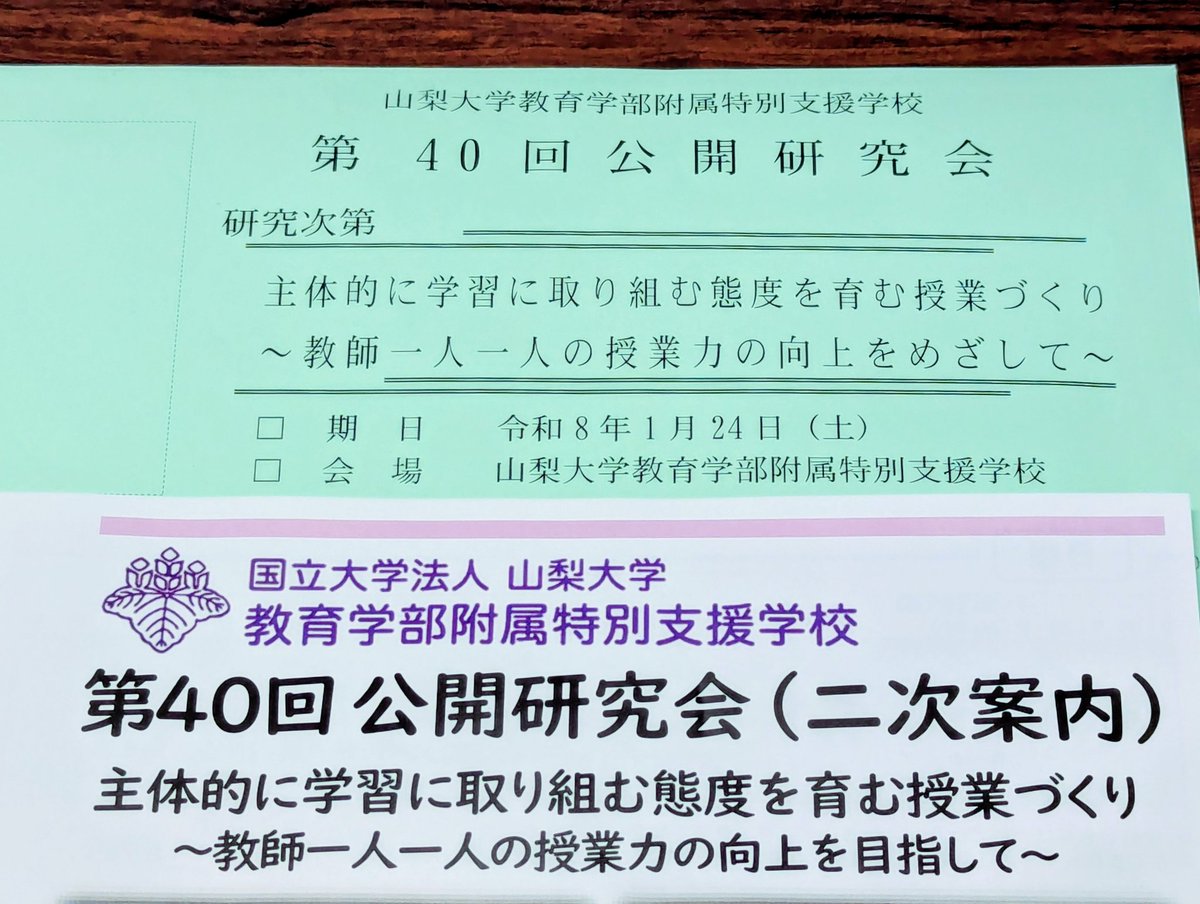 山梨大学教育学部附属特別支援学校
第40回公開研究会
研究次第
主体的に学習に取り組む態度を育む授業づくり
～教師一人一人の授業力の向上をめざして～
□ 期 日 令和8年1月24日（土）
□ 会 場 山梨大学教育学部附属特別支援学校
国立大学法人 山梨大学
教育学部附属特別支援学校
第40回 公開研究会（二次案内）
主体的に学習に取り組む態度を育む授業づくり
～教師一人一人の授業力の向上を目指して～